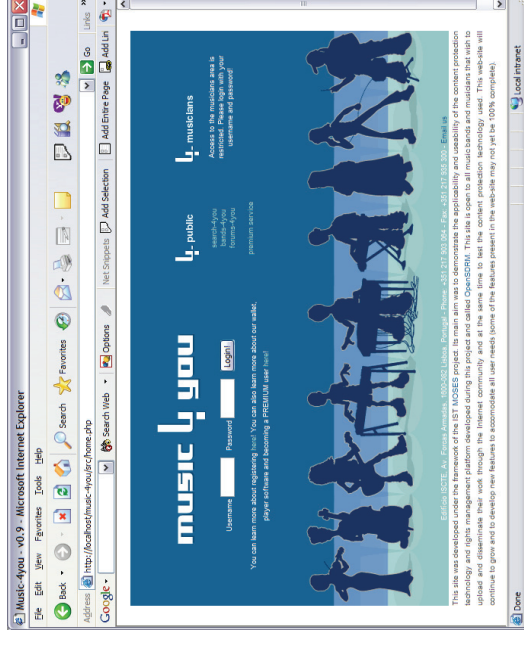 Music-4you - v0.9 - Microsoft Internet Explorer
File Edit View Favorites Tools Help
Back Search Favorites
Address http://localhost/music-4you/src/home.php Go Links
Google Search Web Options Net Snippets Add Selection Add Entire Page Add Lin
music 4 you
Username Password Login!
You can learn more about registering here! You can also learn more about our wallet,
player software and becoming a PREMIUM user here!
4- public
search-4you
bands-4you
forums-4you
premium service
4- musicians
Access to the musicians area is
restricted. Please login with your
username and password!
Edifício ISCTE, Av. Forças Armadas, 1600-082 Lisboa, Portugal - Phone: +351 217 903 064 - Fax: +351 217 935 300 - Email us
This site was developed under the framework of the IST MOSES project. Its main aim was to demonstrate the applicability and useability of the content protection
technology and rights management platform developed during this project and called OpenSDRM. This site is open to all music bands and musicians that wish to
upload and disseminate their work through the Internet community and at the same time to test the content protection technology used. This web-site will
continue to grow and to develop new features to accomodate all user needs (some of the features present in the web-site may not yet be 100% complete).
Done Local intranet